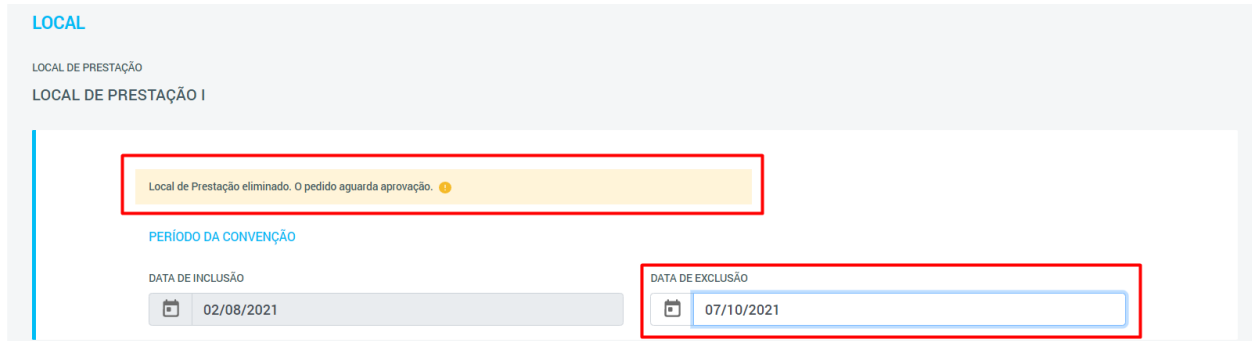 LOCAL
LOCAL DE PRESTAÇÃO
LOCAL DE PRESTAÇÃO I
Local de Prestação eliminado. O pedido aguarda aprovação.
PERÍODO DA CONVENÇÃO
DATA DE INCLUSÃO
02/08/2021
DATA DE EXCLUSÃO
07/10/2021